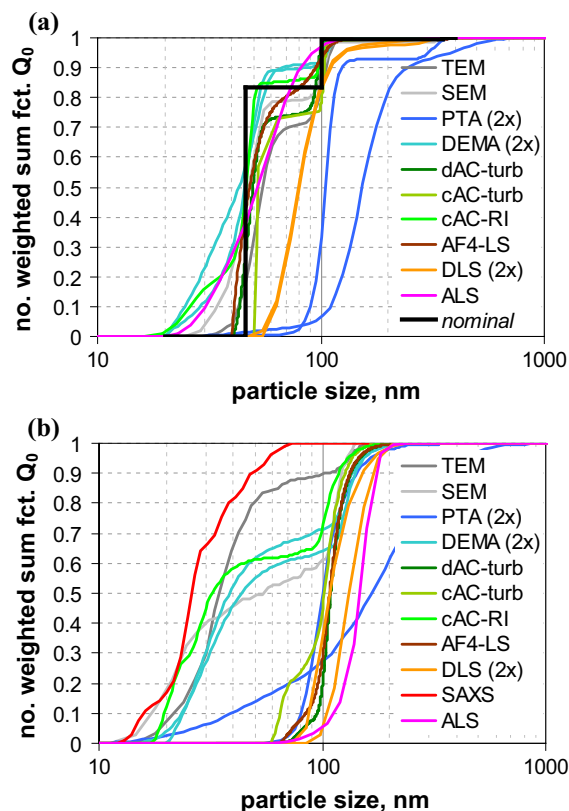 (a)
no. weighted sum fct. Q0
1
0.9
0.8
0.7
0.6
0.5
0.4
0.3
0.2
0.1
0
TEM
SEM
PTA (2x)
DEMA (2x)
dAC-turb
cAC-turb
cAC-RI
AF4-LS
DLS (2x)
ALS
nominal
10
100
1000
particle size, nm
(b)
no. weighted sum fct. Q0
1
0.9
0.8
0.7
0.6
0.5
0.4
0.3
0.2
0.1
0
TEM
SEM
PTA (2x)
DEMA (2x)
dAC-turb
cAC-turb
cAC-RI
AF4-LS
DLS (2x)
SAXS
ALS
10
100
1000
particle size, nm